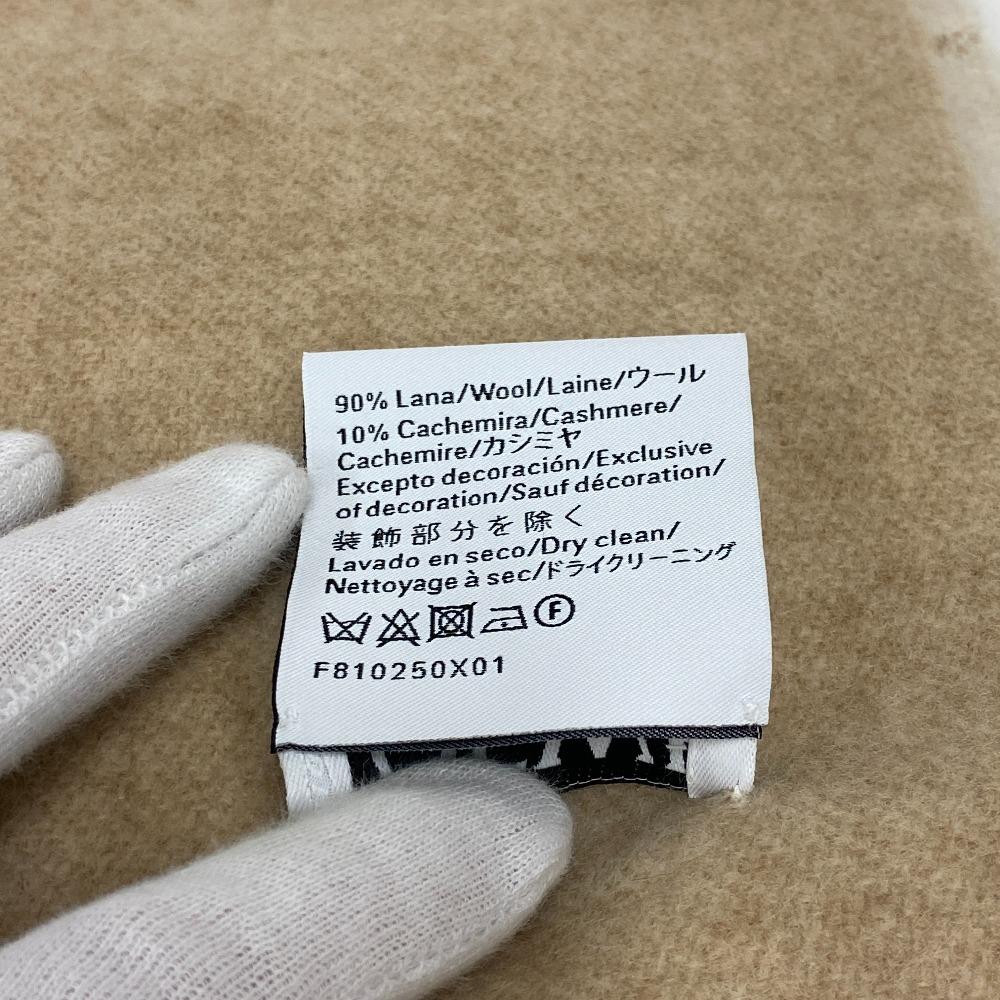 90% Lana/Wool/Laine/ウール
10% Cachemira/Cashmere/
Cachemire/カシミヤ
Excepto decoración/Exclusive
of decoration/Sauf décoration/
装飾部分を除く
Lavado en seco/Dry clean/
Nettoyage à sec/ドライクリーニング
F
F810250X01